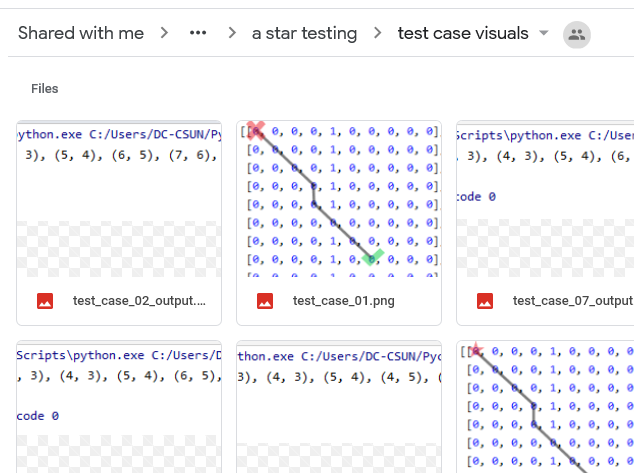 Shared with me > ... > a star testing > test case visuals
Files
ython.exe C:/Users/DC-CSUN/Py
3), (5, 4), (6, 5), (7, 6),
test_case_02_output....
[[0, 0, 0, 0, 1, 0, 0, 0, 0, 0]
[0, 0, 0, 0, 1, 0, 0, 0, 0, 0]
[0, 0, 0, 0, 1, 0, 0, 0, 0, 0]
[0, 0, 0, 0, 1, 0, 0, 0, 0, 0]
[0, 0, 0, 0, 1, 0, 0, 0, 0, 0]
[0, 0, 0, 0, 0, 0, 0, 0, 0, 0]
[0, 0, 0, 0, 1, 0, 0, 0, 0, 0]
[0, 0, 0, 0, 1, 0, 0, 0, 0, 0]
test_case_01.png
Scripts\python.exe C:/User
, 3), (4, 3), (5, 4), (6,
code 0
test_case_07_output
Scripts\python.exe C:/Users/D
, 3), (4, 3), (5, 4), (6, 5),
code 0
thon.exe C:/Users/DC-CSUN/Pyc
3), (4, 3), (5, 4), (4, 5), (
[[0, 0, 0, 0, 1, 0, 0, 0, 0
[0, 0, 0, 0, 1, 0, 0, 0, 0
[0, 0, 0, 0, 1, 0, 0, 0, 0
[0, 0, 0, 0, 1, 0, 0, 0, 0
[0, 0, 0, 0, 1, 0, 0, 0, 0
[0, 0, 0, 0, 0, 0, 0, 0, 0
[0, 0, 0, 0, 1, 0, 0, 0, 0